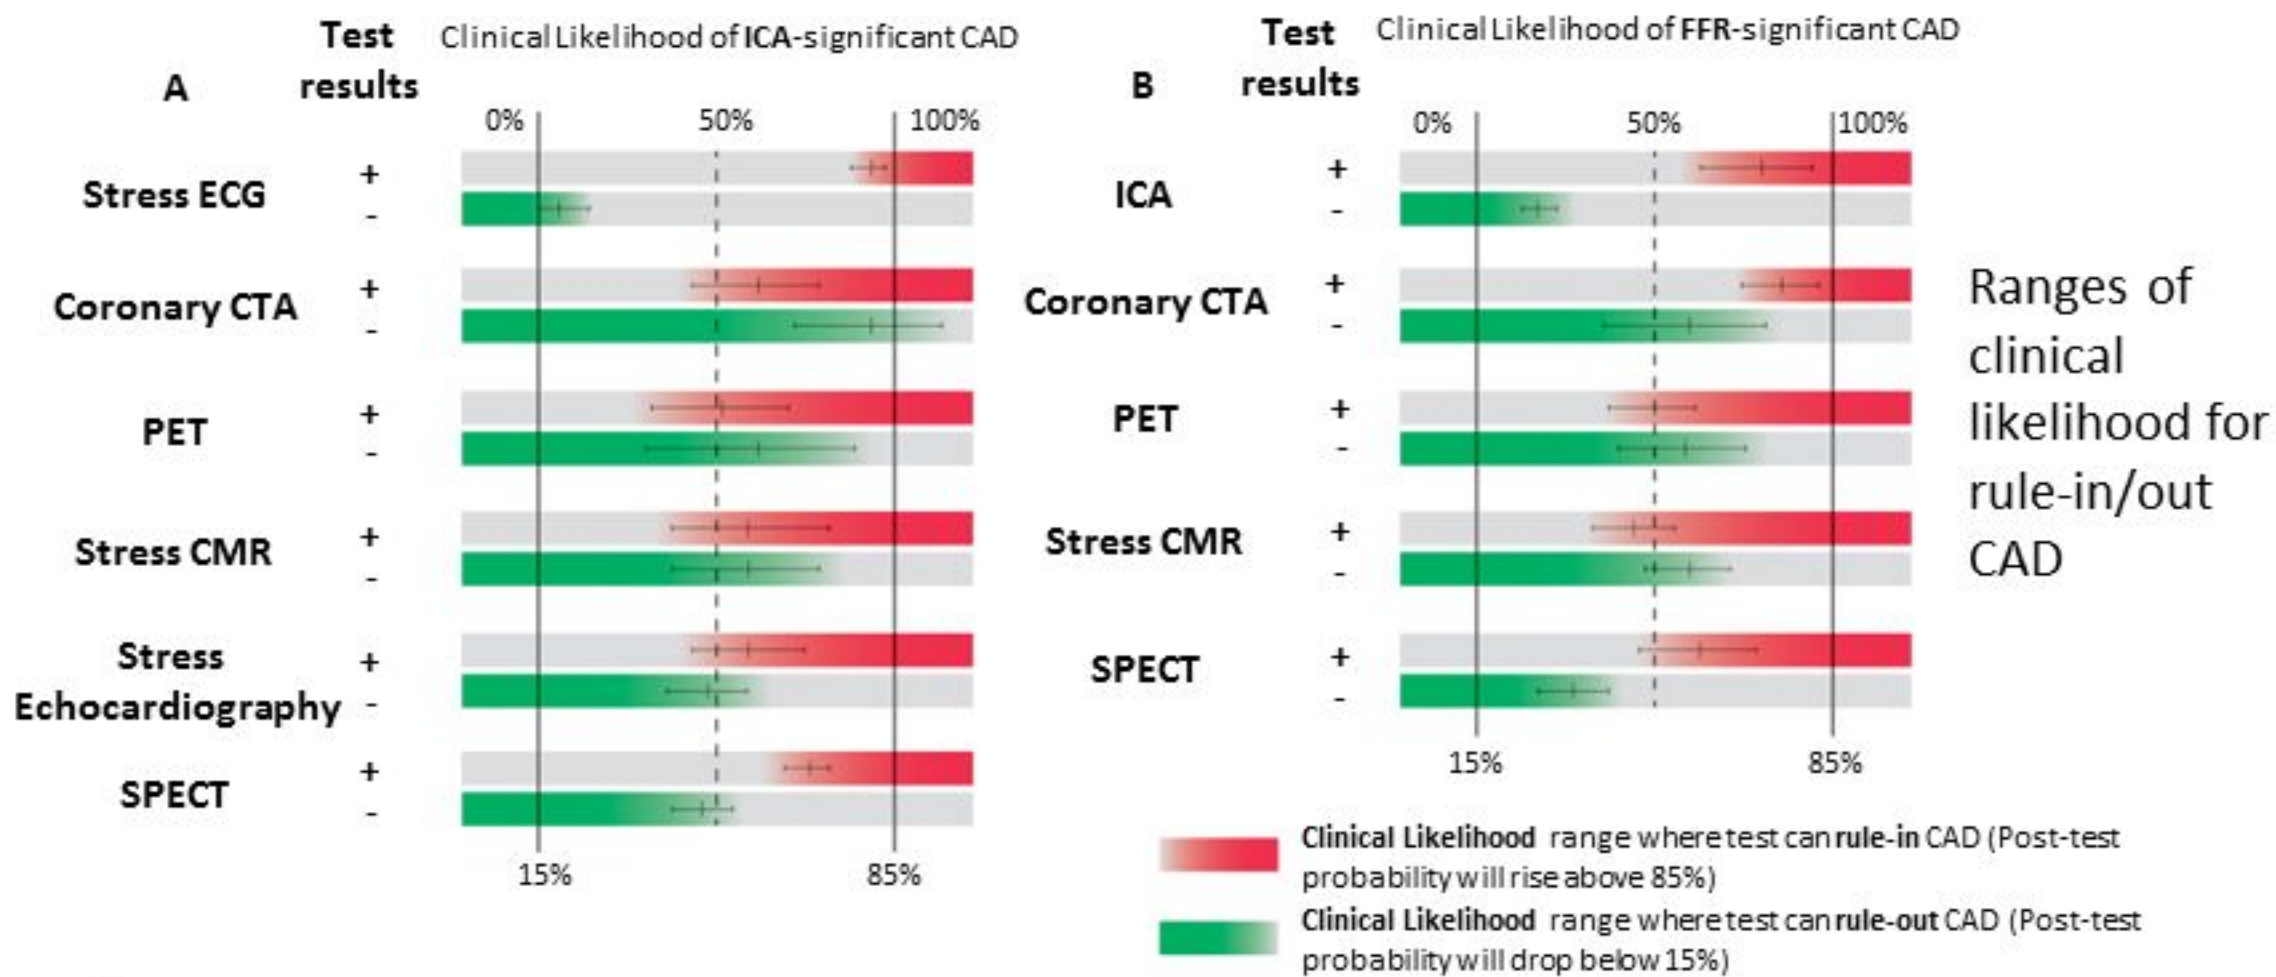 Test results
Clinical Likelihood of ICA-significant CAD
A
0% 50% 100%
Stress ECG
+
-
Coronary CTA
+
-
PET
+
-
Stress CMR
+
-
Stress
Echocardiography
+
-
SPECT
+
-
15% 85%
Test results
Clinical Likelihood of FFR-significant CAD
B
0% 50% 100%
ICA
+
-
Coronary CTA
+
-
PET
+
-
Stress CMR
+
-
SPECT
+
-
15% 85%
Ranges of
clinical
likelihood for
rule-in/out
CAD
Clinical Likelihood range where test can rule-in CAD (Post-test
probability will rise above 85%)
Clinical Likelihood range where test can rule-out CAD (Post-test
probability will drop below 15%)